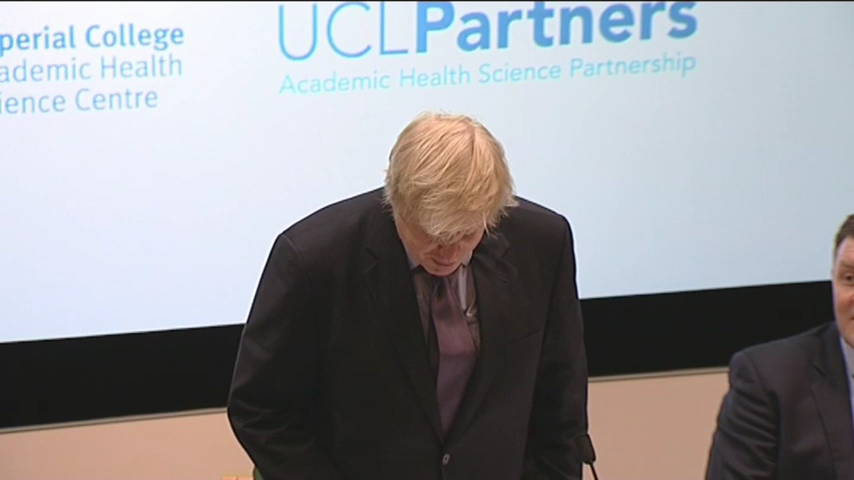 perial College
ademic Health
ience Centre
UCLPartners
Academic Health Science Partnership